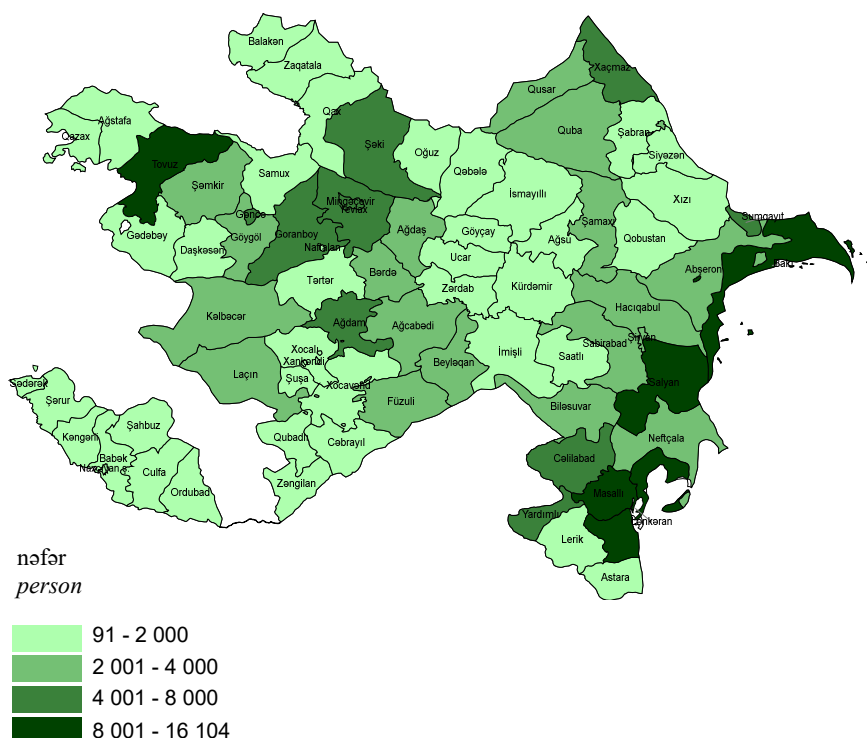 Balakən
Zaqatala
Xaçmaz
Qusar
Ağstafa
Qax
Quba
Şabran
Qazax
Şəki
Oğuz
Siyəzən
Tovuz
Samux
Qəbələ
Şəmkir
İsmayıllı
Xızı
Mingəçevir
Yevlax
Gəncə
Sumqayıt
Gədəbəy
Goranboy
Ağdaş
Göyçay
Şamaxı
Daşkəsən
Göygöl
Naftalan
Ağsu
Qobustan
Ucar
Bakı
Bərdə
Abşeron
Tərtər
Zərdab
Kürdəmir
Kəlbəcər
Hacıqabul
Ağdam
Ağcabədi
Şirvan
Xocalı
İmişli
Sabirabad
Xankəndi
Saatlı
Beyləqan
Laçın
Şuşa
Salyan
Sədərək
Xocavənd
Şərur
Füzuli
Biləsuvar
Şahbuz
Kəngərli
Qubadlı
Cəbrayıl
Neftçala
Babək
Cəlilabad
Naxçıvan ş.
Culfa
Zəngilan
Ordubad
Masallı
Yardımlı
Lənkəran
Lerik
Astara
nəfər
person
91 - 2 000
2 001 - 4 000
4 001 - 8 000
8 001 - 16 104